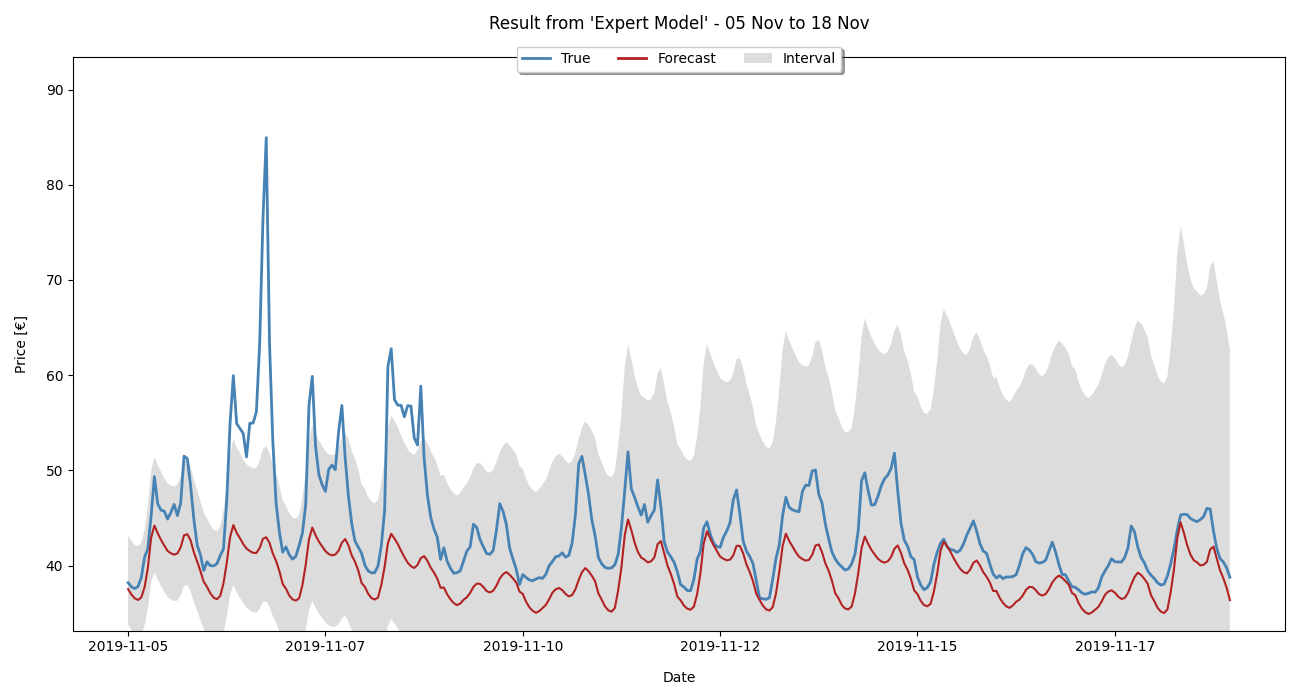 Result from 'Expert Model' - 05 Nov to 18 Nov
True Forecast Interval
90
80
70
60
50
40
Price [€]
2019-11-05 2019-11-07 2019-11-10 2019-11-12 2019-11-15 2019-11-17
Date